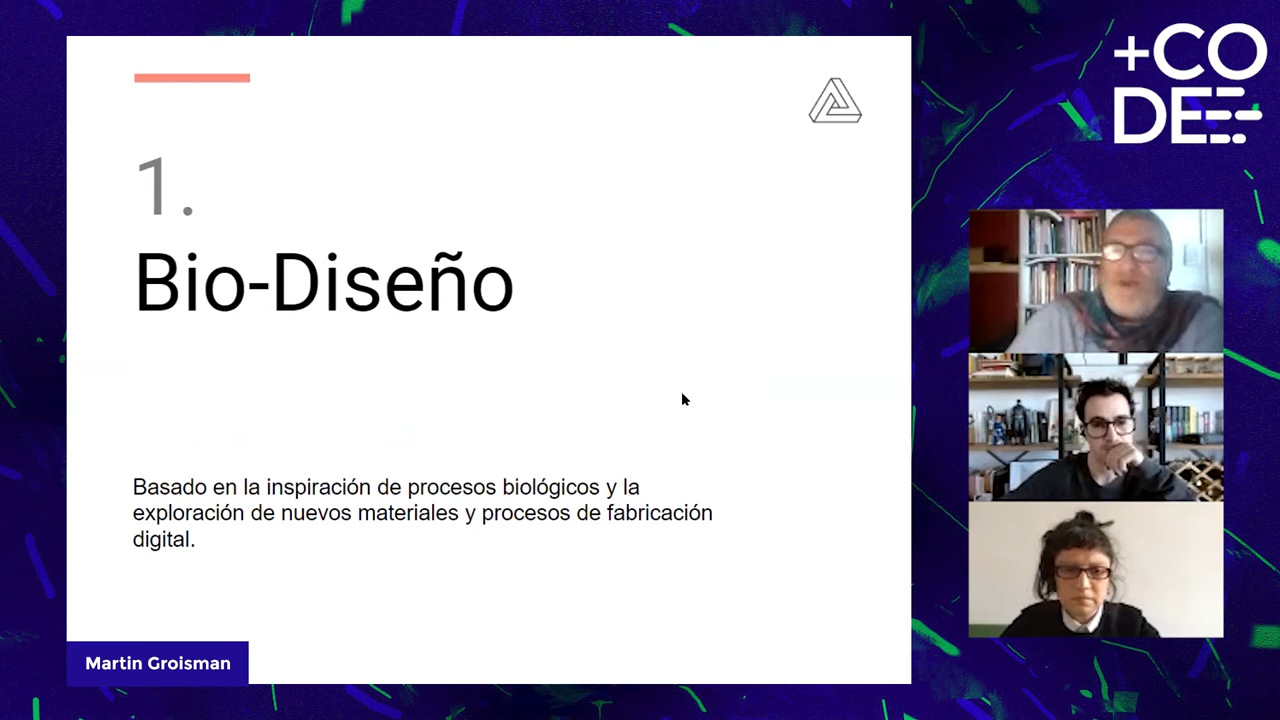 +CO
DE
1.
Bio-Diseño
Basado en la inspiración de procesos biológicos y la
exploración de nuevos materiales y procesos de fabricación
digital.
Martin Groisman